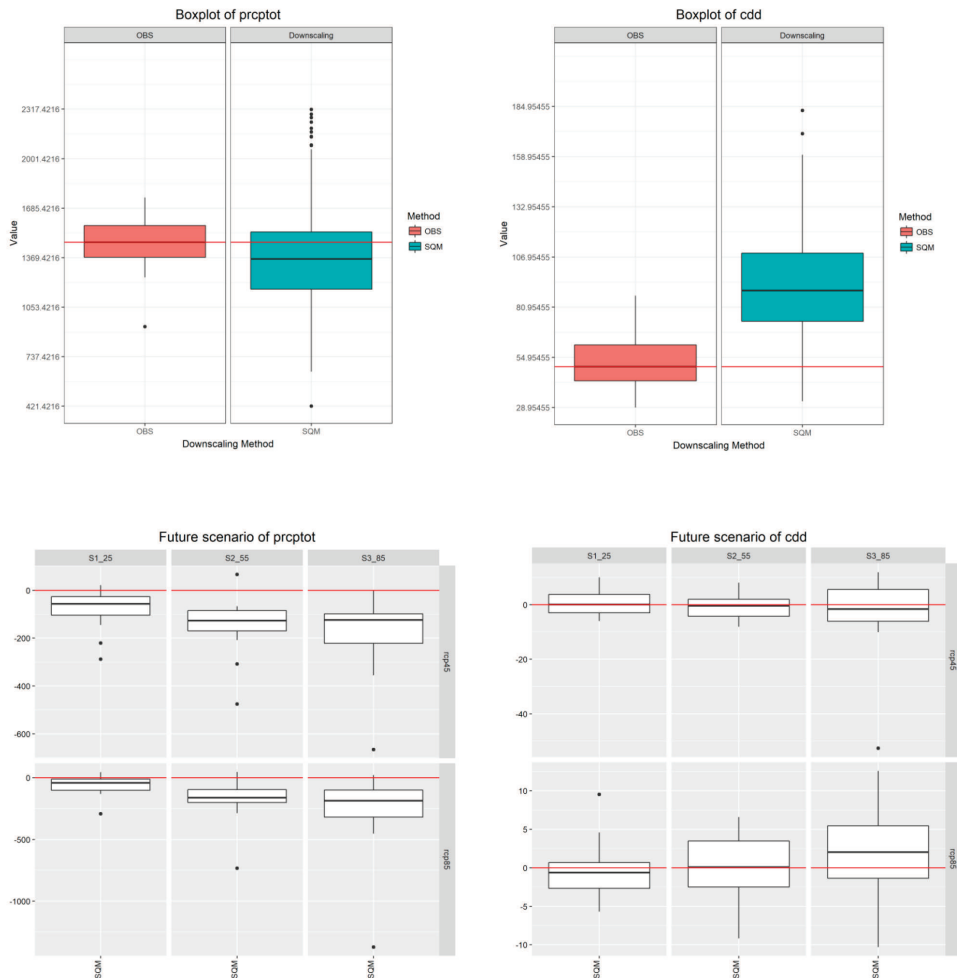 Boxplot of prcptot
OBS
Downscaling
Value
2317.4216
2001.4216
1685.4216
1369.4216
1053.4216
737.4216
421.4216
OBS
SQM
Downscaling Method
Method
OBS
SQM
Boxplot of cdd
OBS
Downscaling
Value
184.95455
158.95455
132.95455
106.95455
80.95455
54.95455
28.95455
OBS
SQM
Downscaling Method
Method
OBS
SQM
Future scenario of prcptot
S1_25
S2_55
S3_85
0
-200
-400
-600
rcp45
0
-500
-1000
rcp85
SQM
SQM
SQM
Future scenario of cdd
S1_25
S2_55
S3_85
0
-20
-40
rcp45
10
5
0
-5
-10
rcp85
SQM
SQM
SQM